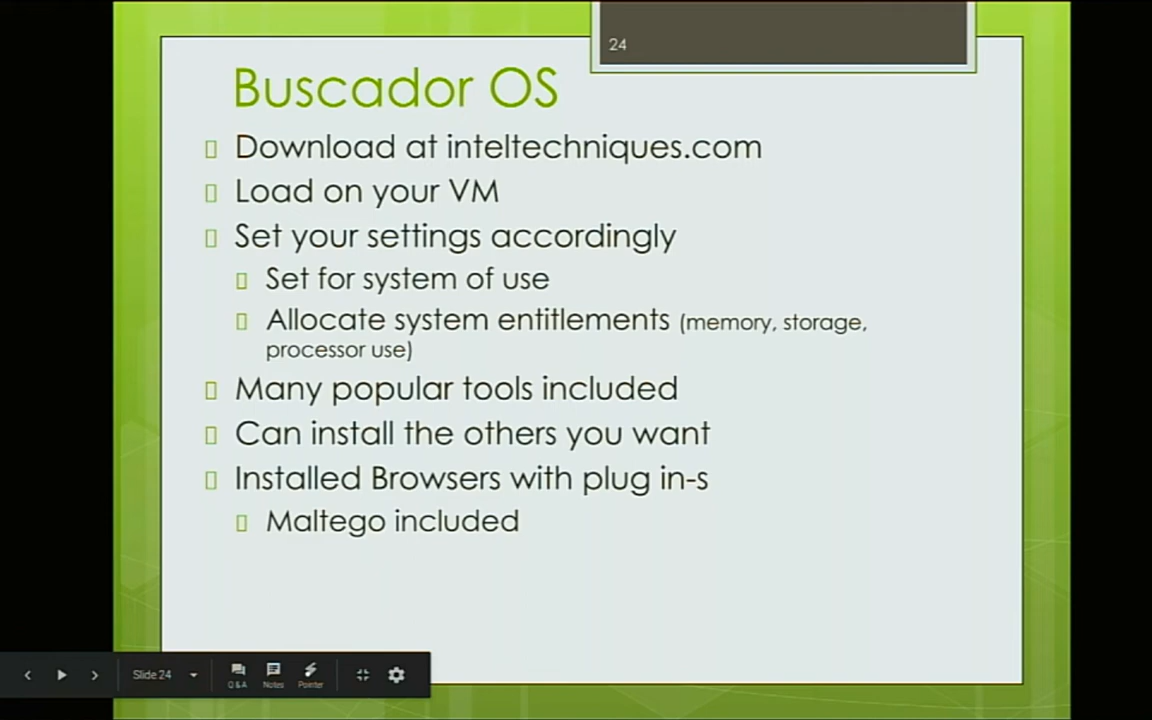 24
Buscador OS
Download at inteltechniques.com
Load on your VM
Set your settings accordingly
Set for system of use
Allocate system entitlements (memory, storage,
processor use)
Many popular tools included
Can install the others you want
Installed Browsers with plug in-s
Maltego included
Slide 24
Q&A
Notes
Pointer